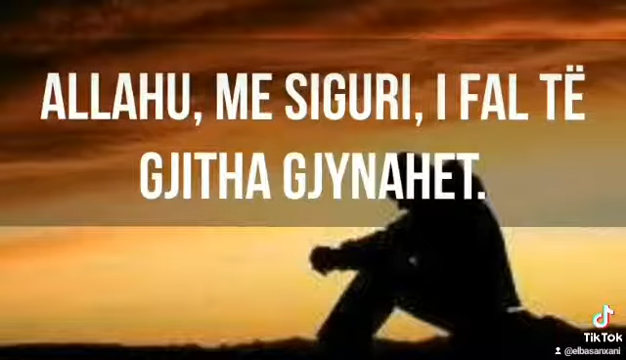 ALLAHU, ME SIGURI, I FAL TË
GJITHA GJYNAHET.
TikTok
@elbasanxani